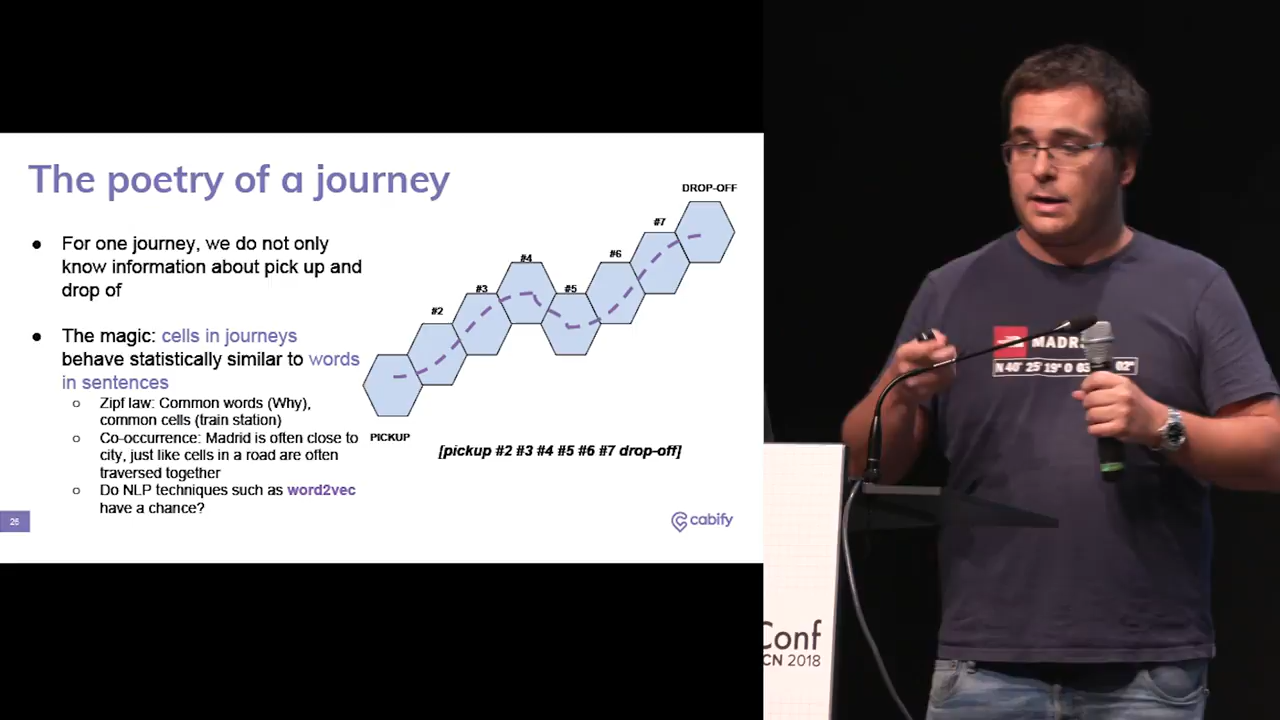 The poetry of a journey
● For one journey, we do not only
know information about pick up and
drop of
● The magic: cells in journeys
behave statistically similar to words
in sentences
○ Zipf law: Common words (Why),
common cells (train station)
○ Co-occurrence: Madrid is often close to
city, just like cells in a road are often
traversed together
○ Do NLP techniques such as word2vec
have a chance?
DROP-OFF
#7
#6
#4
#5
#3
#2
PICKUP
[pickup #2 #3 #4 #5 #6 #7 drop-off]
26
cabify
Conf
CN 2018